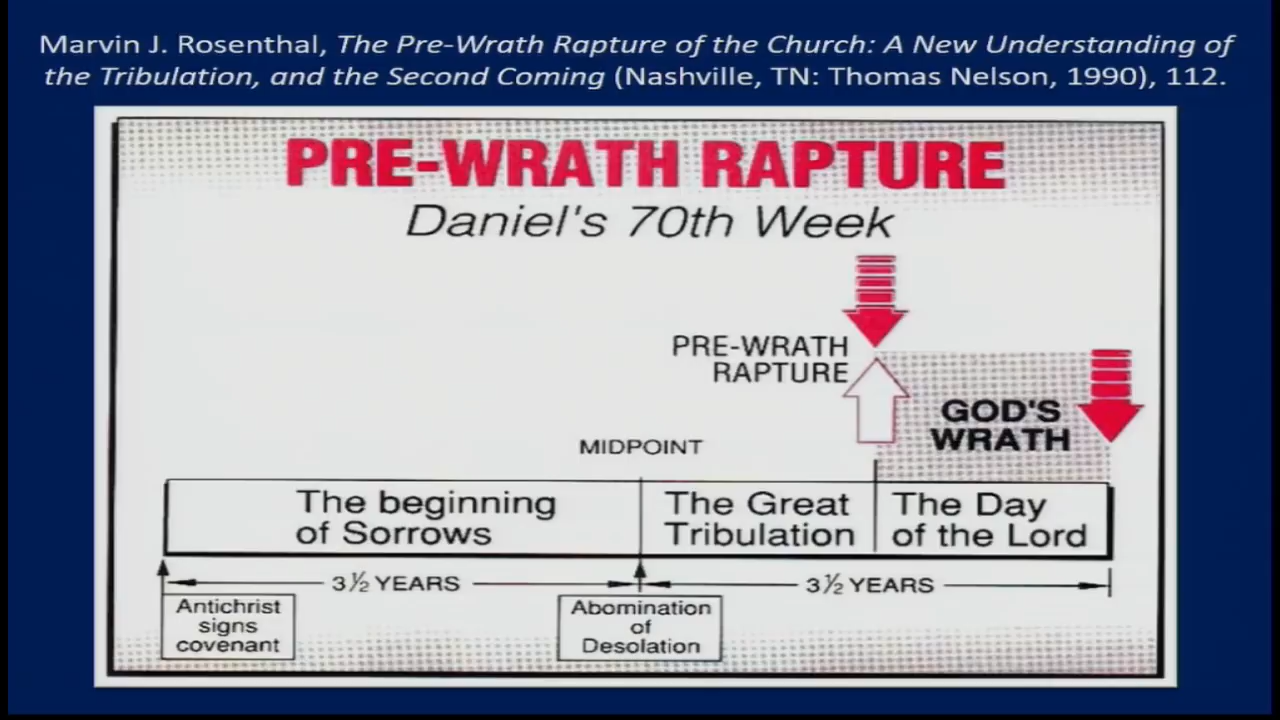 Marvin J. Rosenthal, The Pre-Wrath Rapture of the Church: A New Understanding of
the Tribulation, and the Second Coming (Nashville, TN: Thomas Nelson, 1990), 112.
PRE-WRATH RAPTURE
Daniel's 70th Week
PRE-WRATH
RAPTURE
GOD'S
WRATH
MIDPOINT
The beginning
of Sorrows
The Great
Tribulation
The Day
of the Lord
3½ YEARS
3½ YEARS
Antichrist
signs
covenant
Abomination
of
Desolation